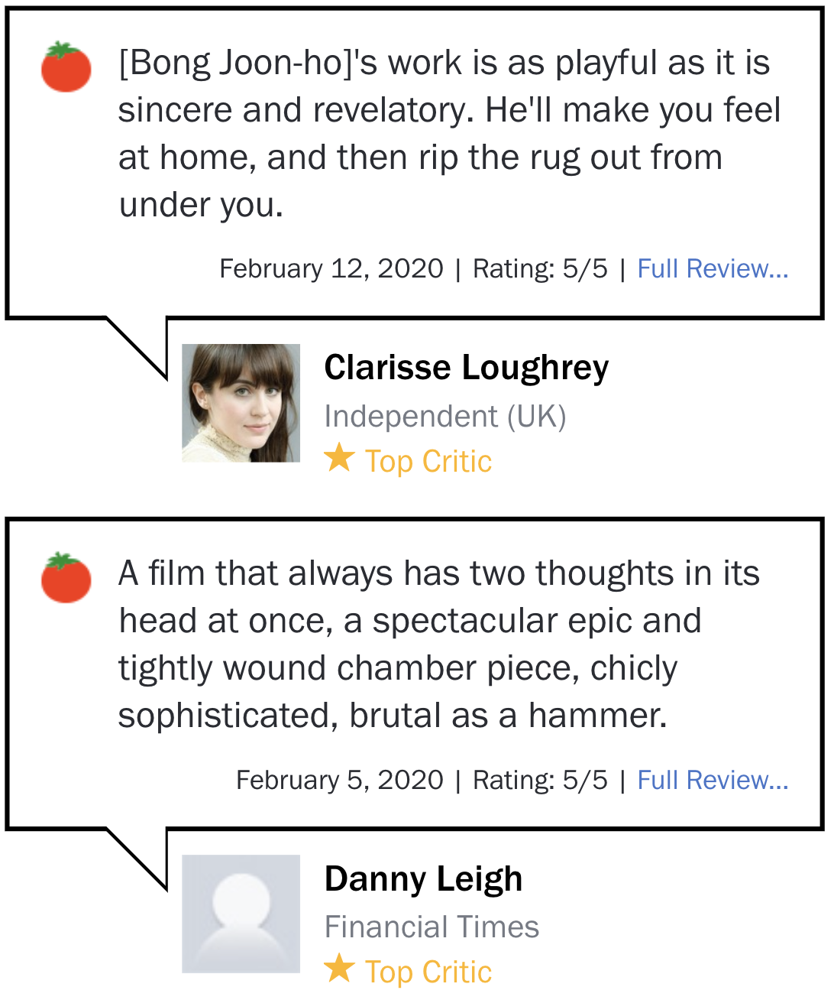 [Bong Joon-ho]'s work is as playful as it is
sincere and revelatory. He'll make you feel
at home, and then rip the rug out from
under you.
February 12, 2020 | Rating: 5/5 | Full Review...
Clarisse Loughrey
Independent (UK)
Top Critic
A film that always has two thoughts in its
head at once, a spectacular epic and
tightly wound chamber piece, chicly
sophisticated, brutal as a hammer.
February 5, 2020 | Rating: 5/5 | Full Review...
Danny Leigh
Financial Times
Top Critic